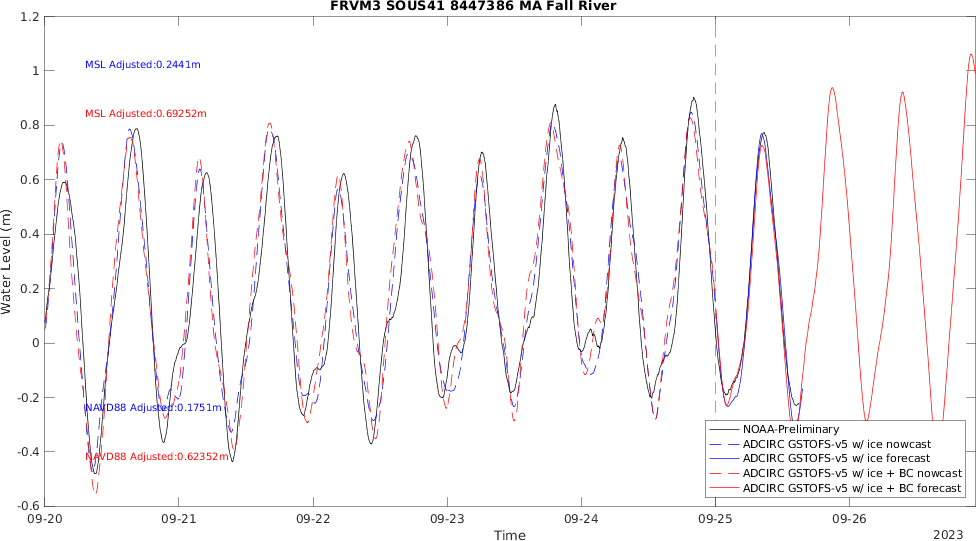 FRVM3 SOUS41 8447386 MA Fall River
1.2
1
0.8
0.6
0.4
0.2
0
-0.2
-0.4
-0.6
Water Level (m)
MSL Adjusted:0.2441m
MSL Adjusted:0.69252m
NAVD88 Adjusted:0.1751m
NAVD88 Adjusted:0.62352m
NOAA-Preliminary
ADCIRC GSTOFS-v5 w/ ice nowcast
ADCIRC GSTOFS-v5 w/ ice forecast
ADCIRC GSTOFS-v5 w/ ice + BC nowcast
ADCIRC GSTOFS-v5 w/ ice + BC forecast
09-20 09-21 09-22 09-23 09-24 09-25 09-26
Time
2023